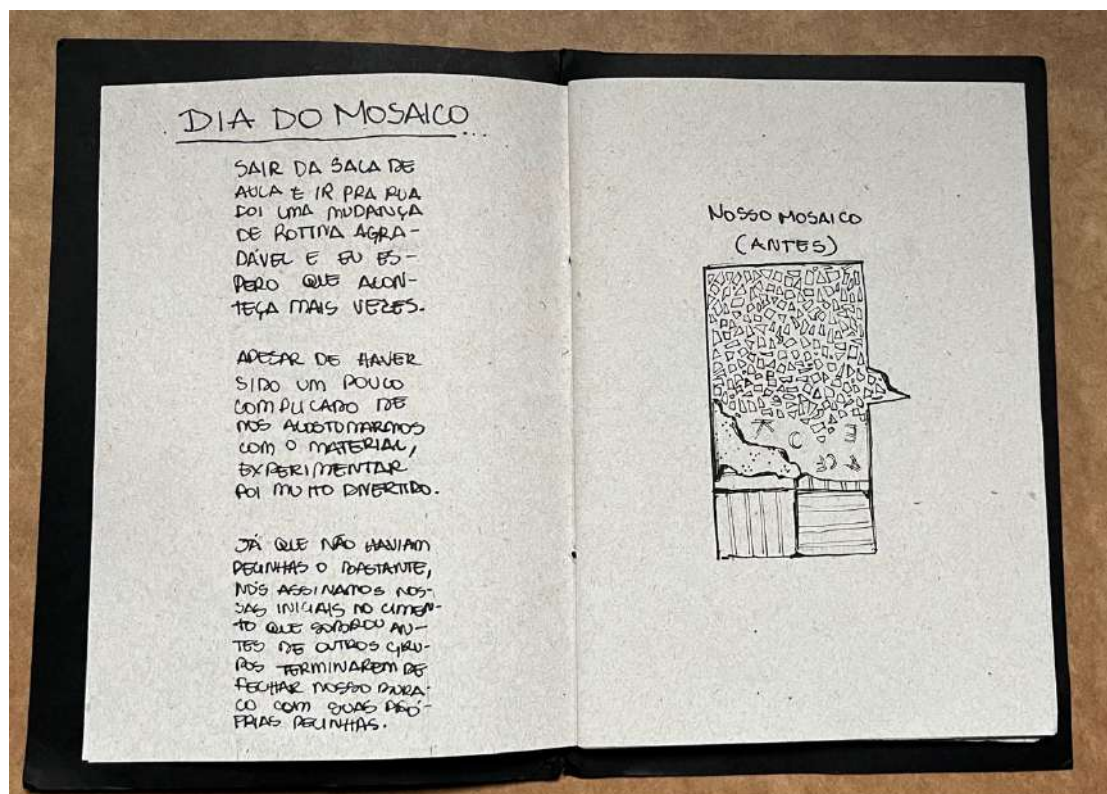 DIA DO MOSAICO...
SAIR DA SALA DE
AULA E IR PRA RUA
FOI UMA MUDANÇA
DE ROTINA AGRA-
DÁVEL E EU ES-
PERO QUE ACON-
TEÇA MAIS VEZES.
APESAR DE HAVER
SIDO UM POUCO
COMPLICADO DE
NOS ACOSTUMARMOS
COM O MATERIAL,
EXPERIMENTAR
FOI MUITO DIVERTIDO.
JÁ QUE NÃO HAVIAM
PECINHAS O BASTANTE,
NÓS ASSINAMOS NOS-
SAS INICIAIS NO CIMEN-
TO QUE SOBROU AN-
TES DE OUTROS GRU-
POS TERMINAREM DE
FECHAR NOSSO BURA-
CO COM SUAS PRÓ-
PRIAS PECINHAS.
NOSSO MOSAICO
(ANTES)
K C E